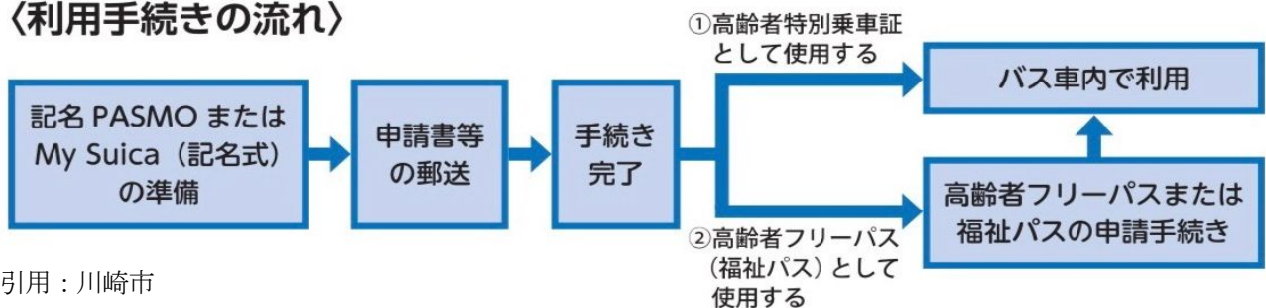 〈利用手続きの流れ〉
記名 PASMO または
My Suica（記名式）
の準備
申請書等
の郵送
手続き
完了
①高齢者特別乗車証
として使用する
バス車内で利用
②高齢者フリーパス
（福祉パス）として
使用する
高齢者フリーパスまたは
福祉パスの申請手続き
引用：川崎市